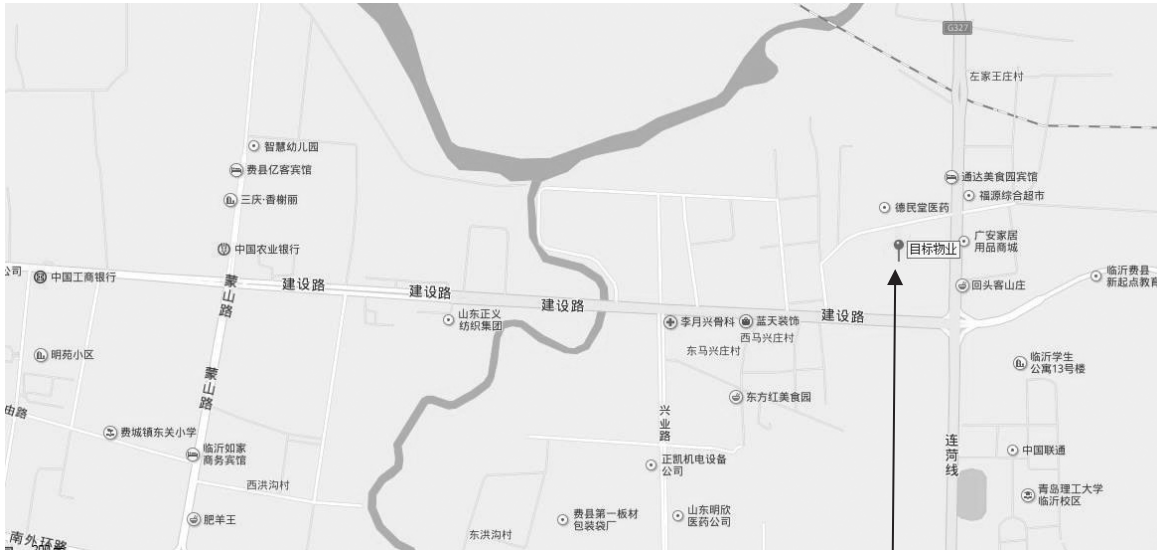 G327
左家王庄村
智慧幼儿园
费县亿客宾馆
三庆·香榭丽
通达美食园宾馆
福源综合超市
德民堂医药
中国农业银行
目标物业
广安家居
用品商城
公司
中国工商银行
蒙山路
建设路
建设路
建设路
建设路
回头客山庄
临沂费县
新起点教育
山东正义
纺织集团
李月兴骨科
蓝天装饰
西马兴庄村
东马兴庄村
明苑小区
蒙山路
临沂学生
公寓13号楼
东方红美食园
由路
费城镇东关小学
兴业路
连菏线
临沂如家
商务宾馆
正凯机电设备
公司
中国联通
西洪沟村
青岛理工大学
临沂校区
肥羊王
费县第一板材
包装袋厂
山东明欣
医药公司
东洪沟村
南外环路